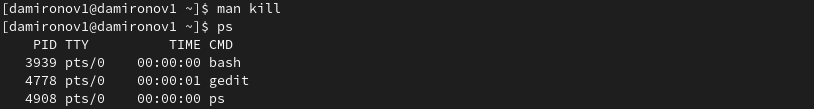 [damironov1@damironov1 ~]$ man kill
[damironov1@damironov1 ~]$ ps
    PID TTY          TIME CMD
   3939 pts/0    00:00:00 bash
   4778 pts/0    00:00:01 gedit
   4908 pts/0    00:00:00 ps